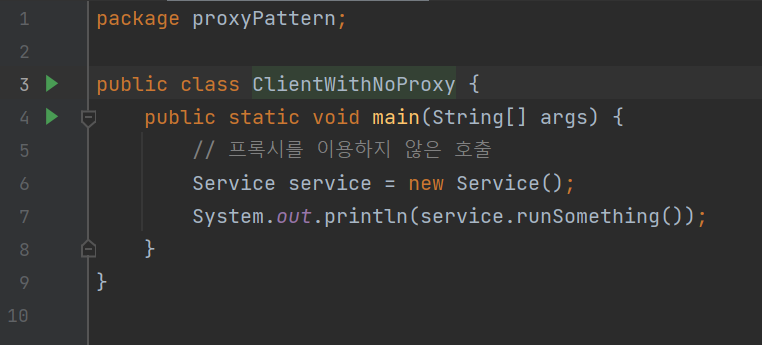 1 package proxyPattern;
2
3 public class ClientWithNoProxy {
4     public static void main(String[] args) {
5         // 프록시를 이용하지 않은 호출
6         Service service = new Service();
7         System.out.println(service.runSomething());
8     }
9 }
10